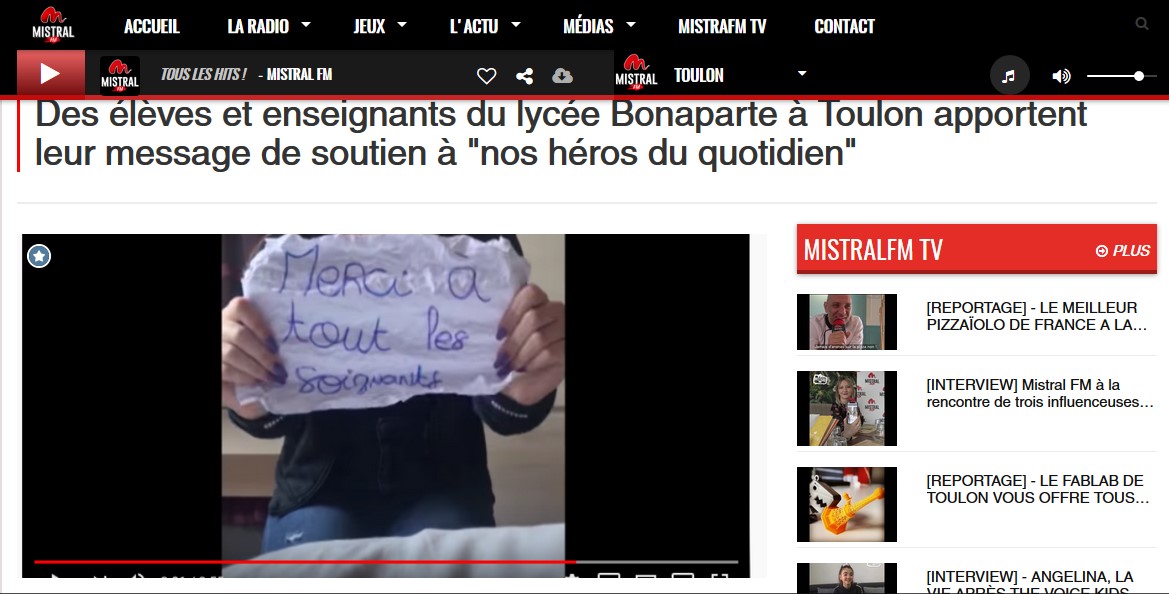 MISTRAL
FM
ACCUEIL
LA RADIO
JEUX
L'ACTU
MÉDIAS
MISTRAFM TV
CONTACT
MISTRAL
FM
TOUS LES HITS ! - MISTRAL FM
MISTRAL
FM
TOULON
Des élèves et enseignants du lycée Bonaparte à Toulon apportent
leur message de soutien à "nos héros du quotidien"
Merci a
tout les
soignants
MISTRALFM TV
PLUS
[REPORTAGE] - LE MEILLEUR
PIZZAÏOLO DE FRANCE A LA...
[INTERVIEW] Mistral FM à la
rencontre de trois influenceuses...
[REPORTAGE] - LE FABLAB DE
TOULON VOUS OFFRE TOUS...
[INTERVIEW] - ANGELINA, LA
VIE APRÈS THE VOICE KIDS